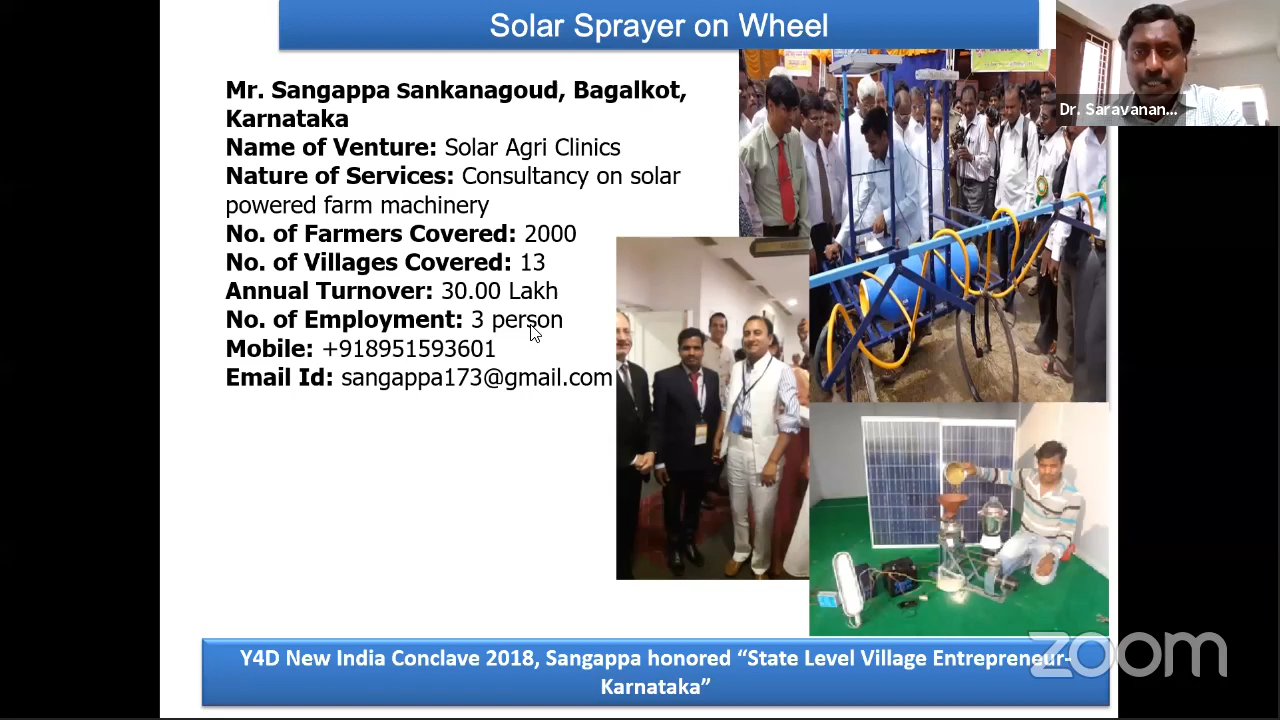 Solar Sprayer on Wheel
Dr. Saravanan...
Mr. Sangappa Sankanagoud, Bagalkot,
Karnataka
Name of Venture: Solar Agri Clinics
Nature of Services: Consultancy on solar
powered farm machinery
No. of Farmers Covered: 2000
No. of Villages Covered: 13
Annual Turnover: 30.00 Lakh
No. of Employment: 3 person
Mobile: +918951593601
Email Id: sangappa173@gmail.com
Y4D New India Conclave 2018, Sangappa honored “State Level Village Entrepreneur-
Karnataka”
zoom